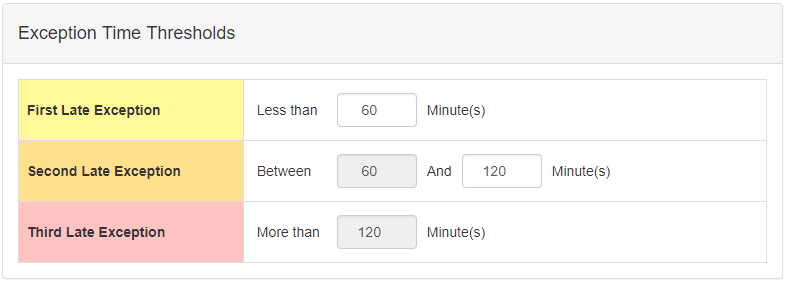 Exception Time Thresholds
First Late Exception Less than 60 Minute(s)
Second Late Exception Between 60 And 120 Minute(s)
Third Late Exception More than 120 Minute(s)